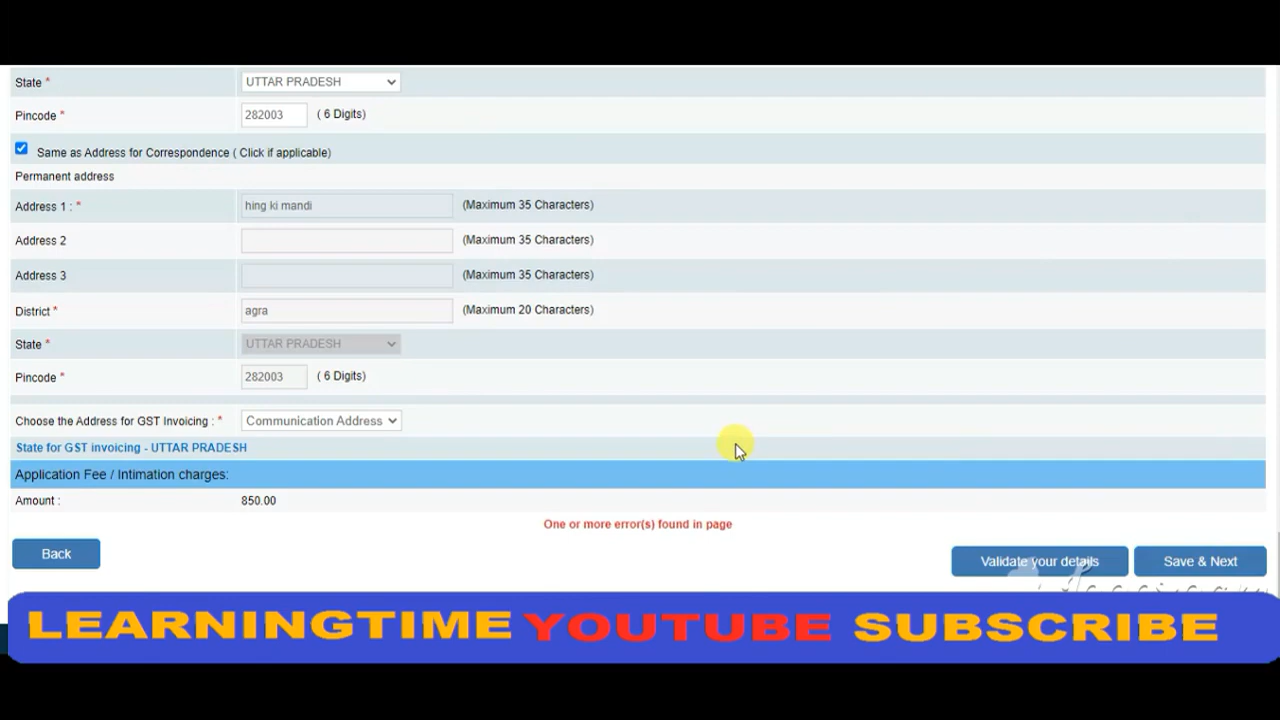 State * UTTAR PRADESH
Pincode * 282003 ( 6 Digits)
Same as Address for Correspondence ( Click if applicable)
Permanent address
Address 1 : * hing ki mandi (Maximum 35 Characters)
Address 2 (Maximum 35 Characters)
Address 3 (Maximum 35 Characters)
District * agra (Maximum 20 Characters)
State * UTTAR PRADESH
Pincode * 282003 ( 6 Digits)
Choose the Address for GST Invoicing : * Communication Address
State for GST invoicing - UTTAR PRADESH
Application Fee / Intimation charges:
Amount : 850.00
One or more error(s) found in page
Back Validate your details Save & Next
LEARNINGTIME YOUTUBE SUBSCRIBE